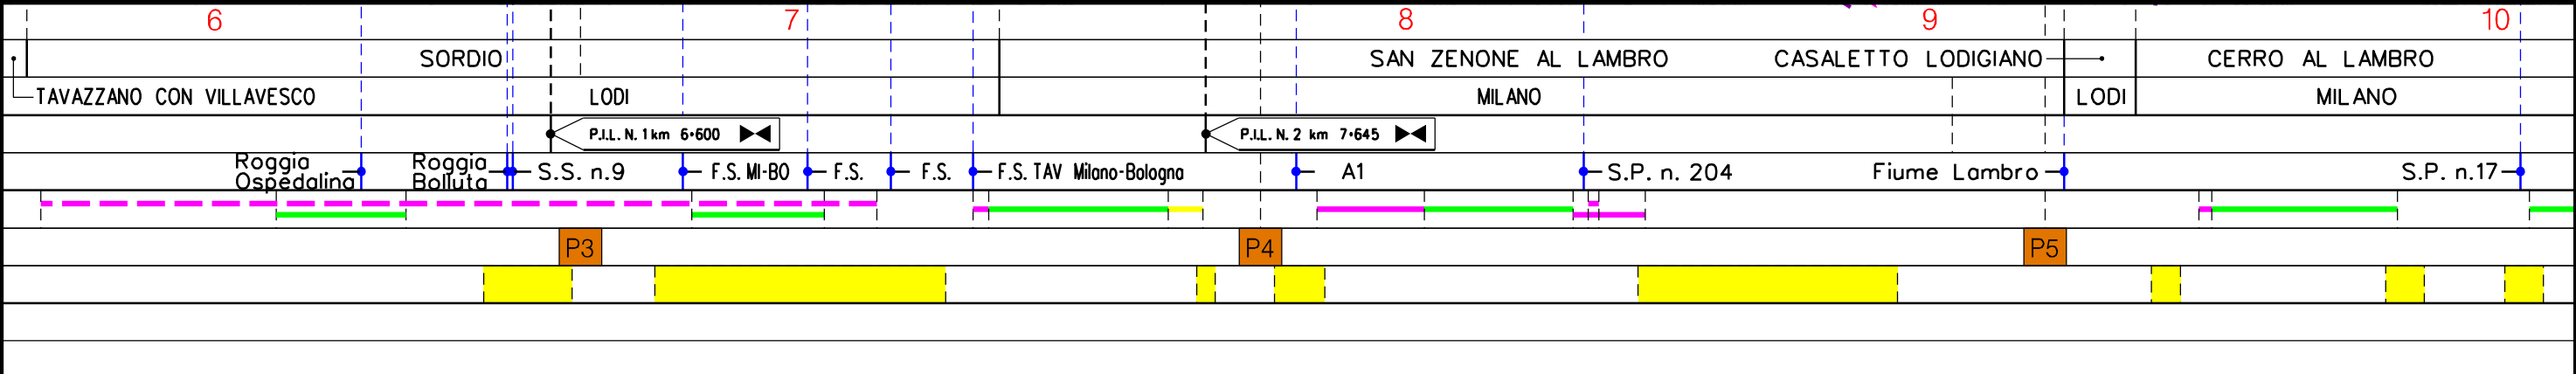 6 7 8 9 10
SORDIO SAN ZENONE AL LAMBRO CASALETTO LODIGIANO CERRO AL LAMBRO
TAVAZZANO CON VILLAVESCO LODI MILANO LODI MILANO
P.I.L. N. 1 km 6+600 P.I.L. N. 2 km 7+645
Roggia Ospedalina Roggia Bolluta S.S. n.9 F.S. MI-BO F.S. F.S. F.S. TAV Milano-Bologna A1 S.P. n. 204 Fiume Lambro S.P. n.17
P3 P4 P5